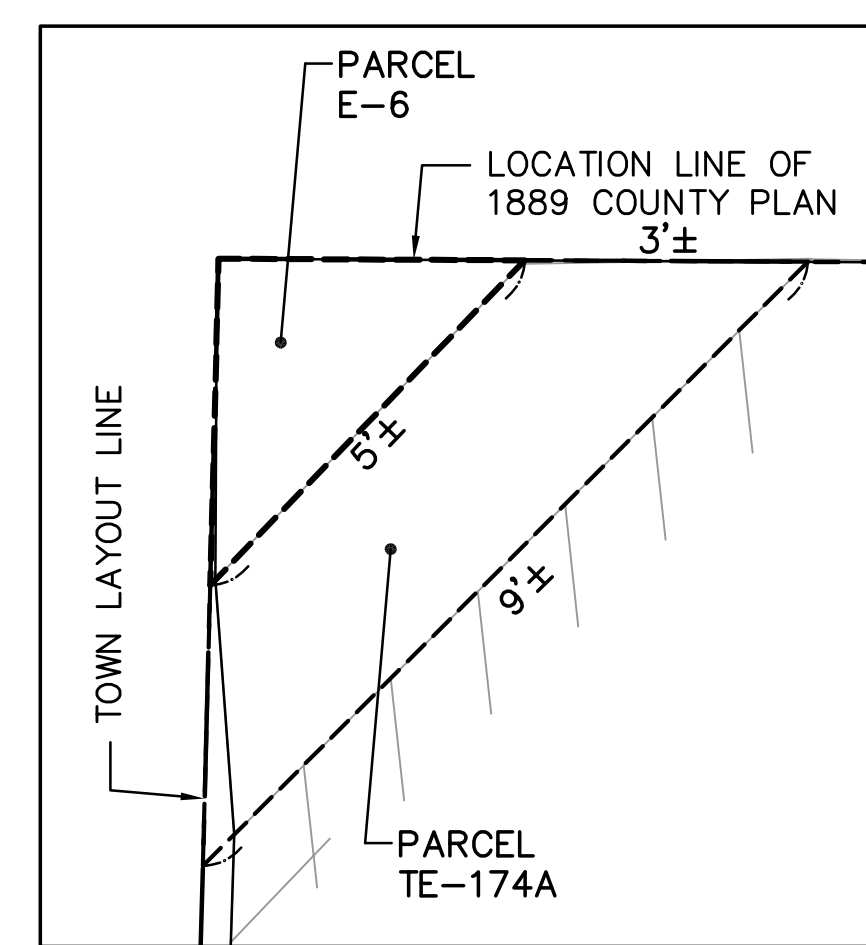 PARCEL
E-6
LOCATION LINE OF
1889 COUNTY PLAN
3'±
5'±
9'±
TOWN LAYOUT LINE
PARCEL
TE-174A